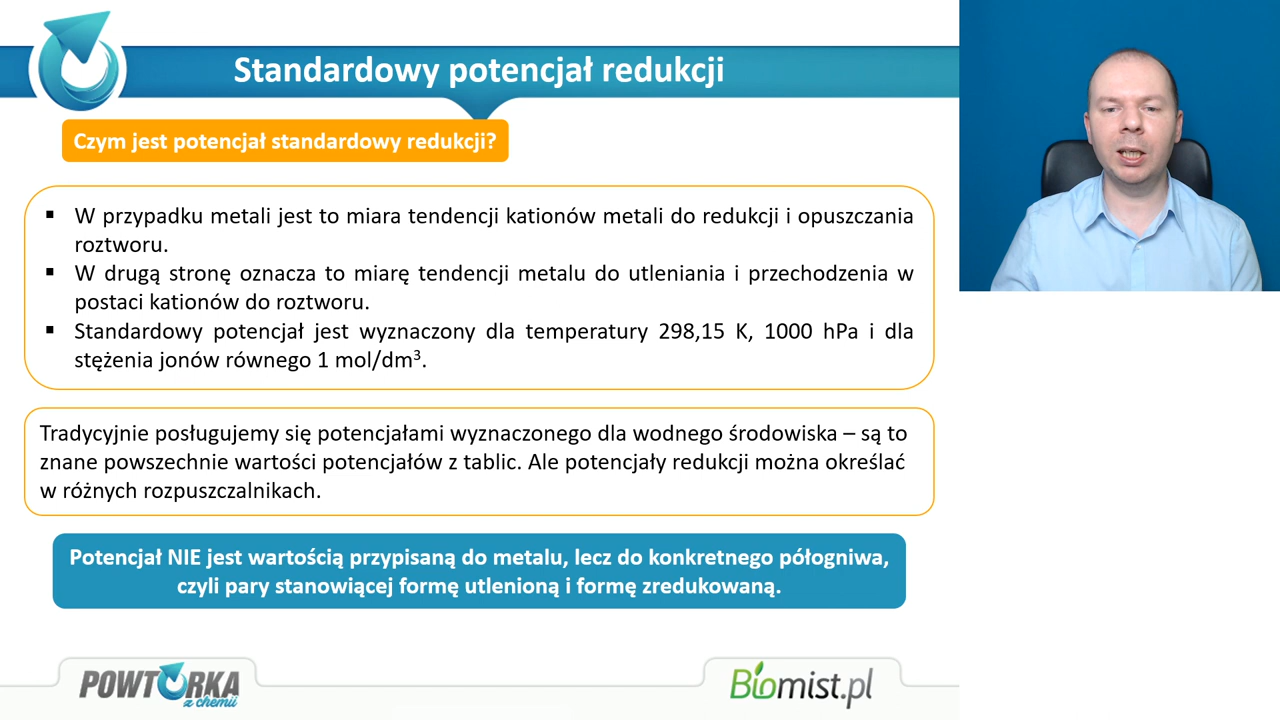 Standardowy potencjał redukcji
Czym jest potencjał standardowy redukcji?
▪ W przypadku metali jest to miara tendencji kationów metali do redukcji i opuszczania
roztworu.
▪ W drugą stronę oznacza to miarę tendencji metalu do utleniania i przechodzenia w
postaci kationów do roztworu.
▪ Standardowy potencjał jest wyznaczony dla temperatury 298,15 K, 1000 hPa i dla
stężenia jonów równego 1 mol/dm³.
Tradycyjnie posługujemy się potencjałami wyznaczonego dla wodnego środowiska – są to
znane powszechnie wartości potencjałów z tablic. Ale potencjały redukcji można określać
w różnych rozpuszczalnikach.
Potencjał NIE jest wartością przypisaną do metalu, lecz do konkretnego półogniwa,
czyli pary stanowiącej formę utlenioną i formę zredukowaną.
POWTÓRKA
z chemii
Biomist.pl